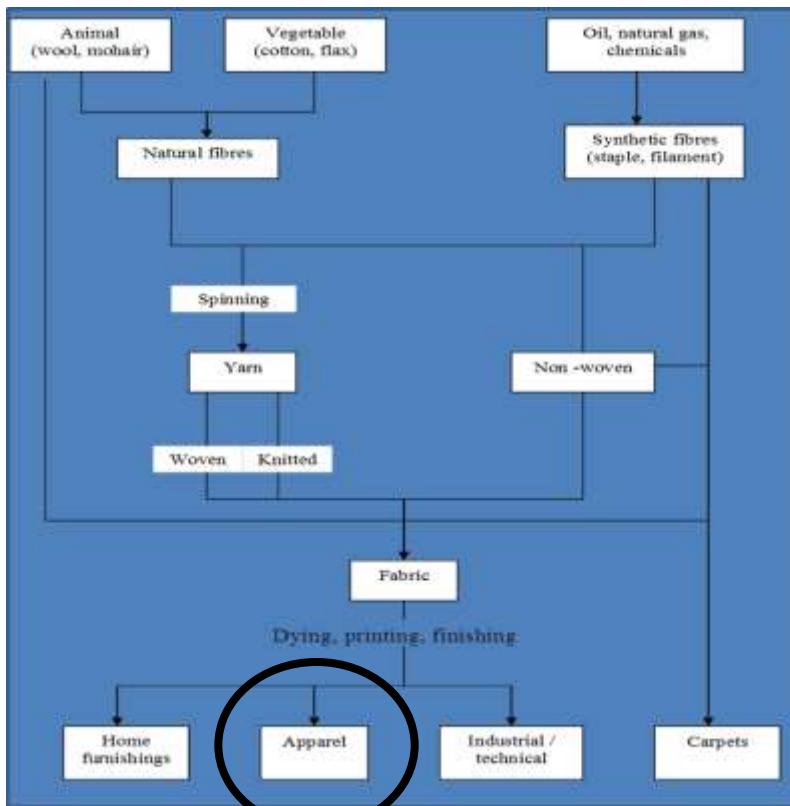 Animal
(wool, mohair)
Vegetable
(cotton, flax)
Oil, natural gas,
chemicals
Natural fibres
Synthetic fibres
(staple, filament)
Spinning
Yarn
Non -woven
Woven
Knitted
Fabric
Dying, printing, finishing
Home
furnishings
Apparel
Industrial /
technical
Carpets